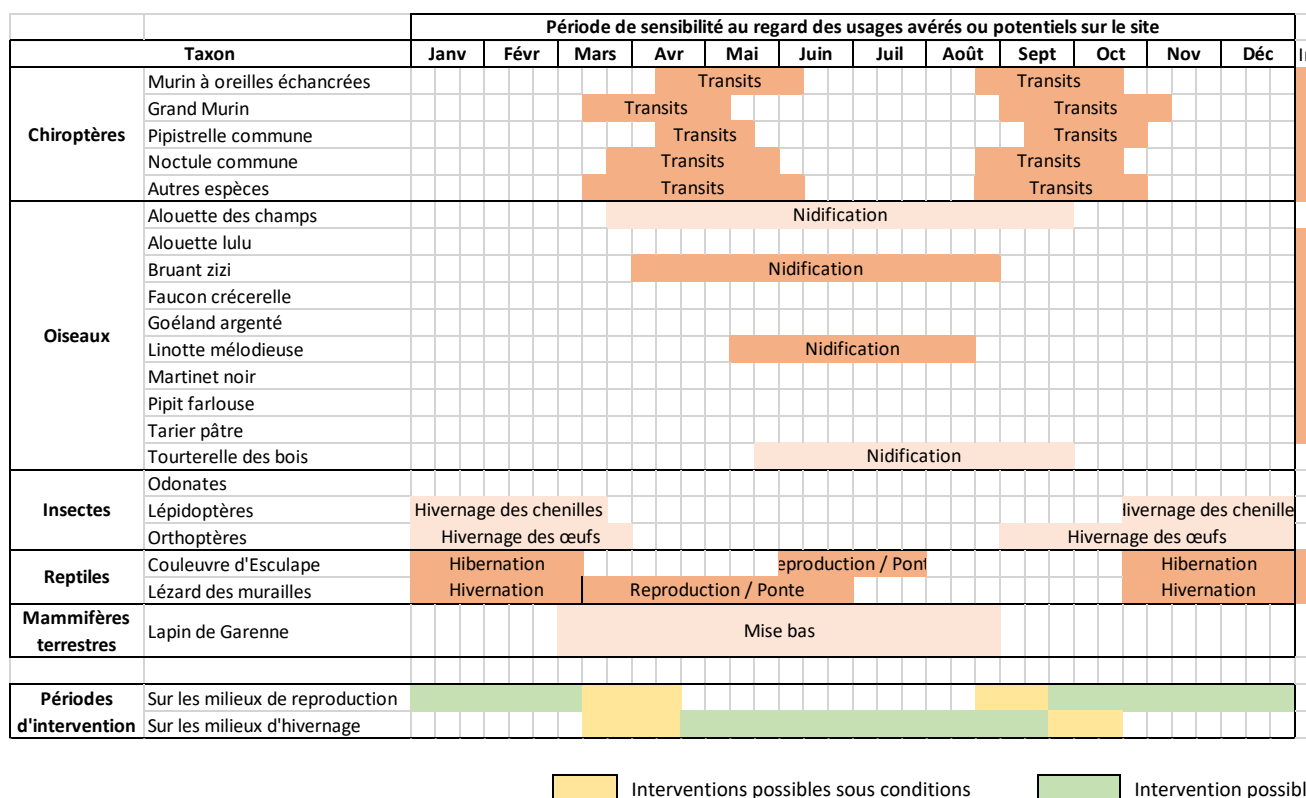 Période de sensibilité au regard des usages avérés ou potentiels sur le site
Taxon Janv Févr Mars Avr Mai Juin Juil Août Sept Oct Nov Déc
Chiroptères
Murin à oreilles échancrées Transits Transits
Grand Murin Transits Transits
Pipistrelle commune Transits Transits
Noctule commune Transits Transits
Autres espèces Transits Transits
Oiseaux
Alouette des champs Nidification
Alouette lulu
Bruant zizi Nidification
Faucon crécerelle
Goéland argenté
Linotte mélodieuse Nidification
Martinet noir
Pipit farlouse
Tarier pâtre
Tourterelle des bois Nidification
Insectes
Odonates
Lépidoptères Hivernage des chenilles des
Orthoptères Hivernage des œufs Hivernage des œufs
Reptiles
Couleuvre d'Esculape Hibernation / Hibernation
Lézard des murailles Hivernation Reproduction / Ponte Hivernation
Mammifères
terrestres
Lapin de Garenne Mise bas
Périodes
d'intervention
Sur les milieux de reproduction
Sur les milieux d'hivernage
Interventions possibles sous conditions Intervention